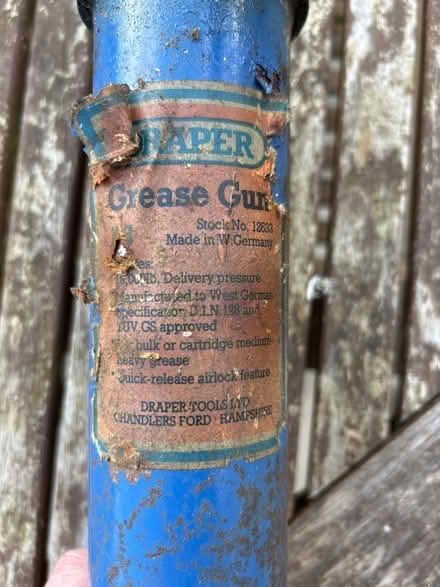 DRAPER
Grease Gun
Stock No. 12633
Made in W.Germany
Delivery pressure
Manufactured to West German
Specification D.I.N. 198 and
TUV GS approved
bulk or cartridge medium
heavy grease
Quick-release airlock feature
DRAPER TOOLS LTD
CHANDLERS FORD · HAMPSHIRE